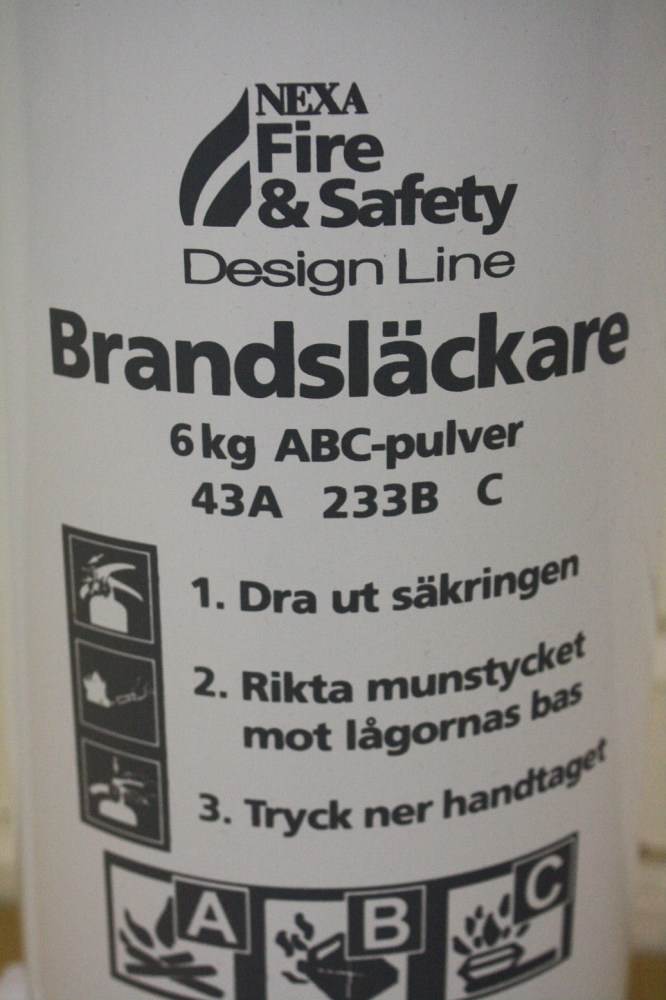 NEXA
Fire
& Safety
Design Line
Brandsläckare
6 kg ABC-pulver
43A 233B C
1. Dra ut säkringen
2. Rikta munstycket
mot lågornas bas
3. Tryck ner handtaget
A B C